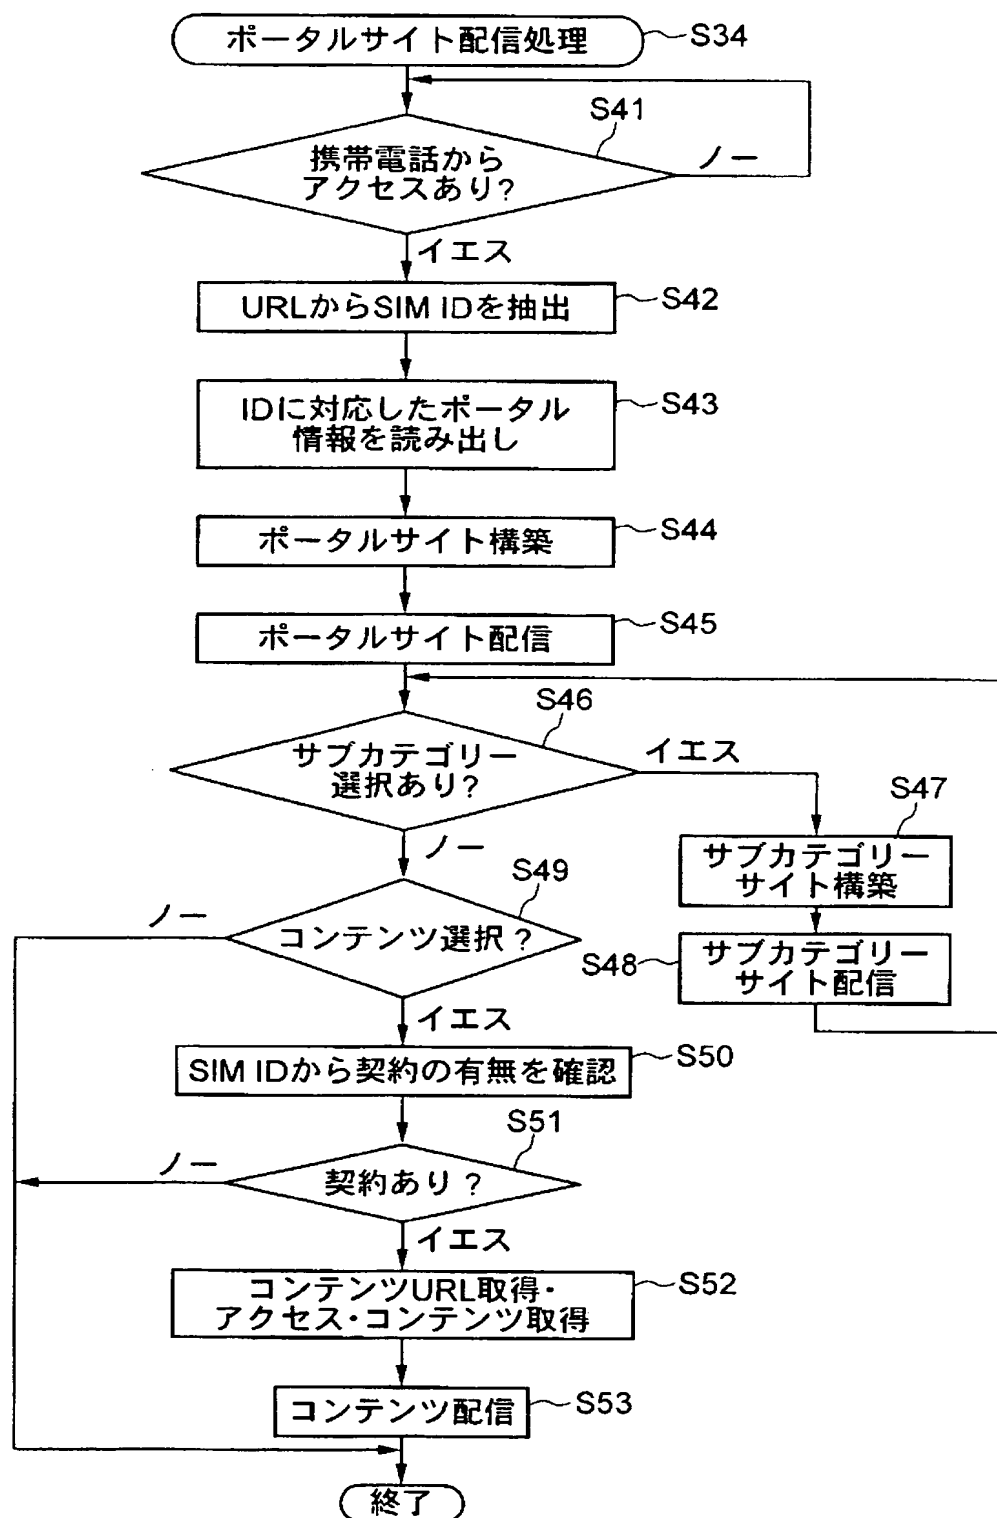 ポータルサイト配信処理
S34
S41
携帯電話から
アクセスあり?
ノー
イエス
URLからSIM IDを抽出
S42
IDに対応したポータル
情報を読み出し
S43
ポータルサイト構築
S44
ポータルサイト配信
S45
S46
サブカテゴリー
選択あり?
イエス
ノー
S47
サブカテゴリー
サイト構築
S48
サブカテゴリー
サイト配信
S49
コンテンツ選択?
ノー
イエス
SIM IDから契約の有無を確認
S50
S51
契約あり?
ノー
イエス
コンテンツURL取得・
アクセス・コンテンツ取得
S52
コンテンツ配信
S53
終了